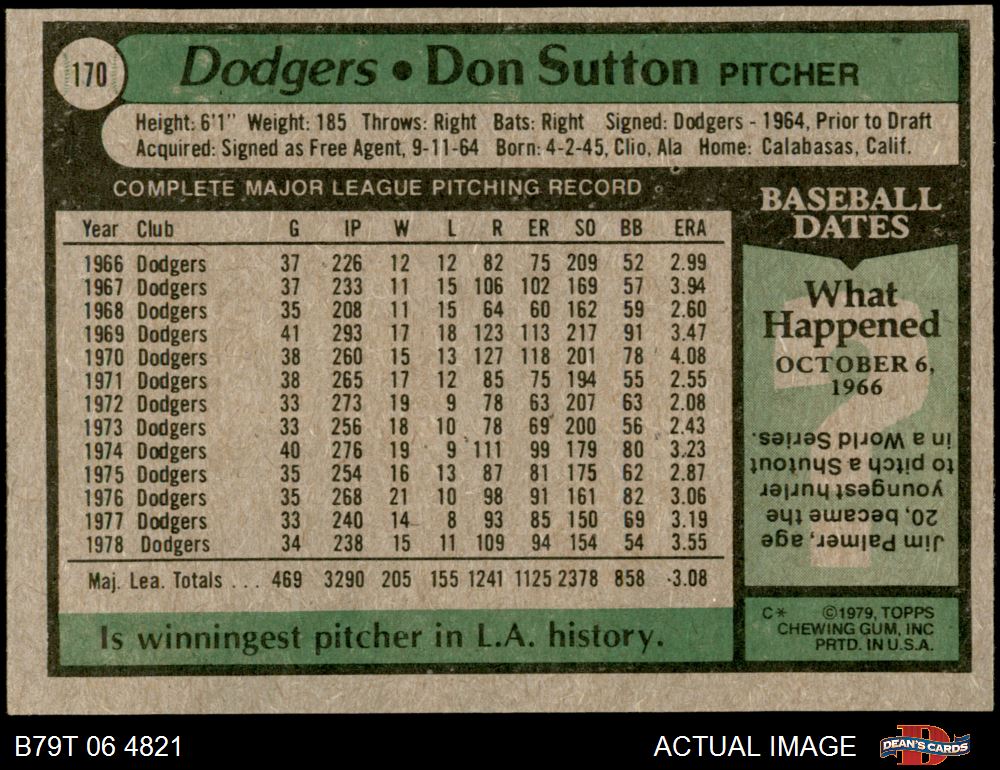 170
Dodgers • Don Sutton PITCHER
Height: 6'1" Weight: 185 Throws: Right Bats: Right Signed: Dodgers - 1964, Prior to Draft
Acquired: Signed as Free Agent, 9-11-64 Born: 4-2-45, Clio, Ala Home: Calabasas, Calif.
COMPLETE MAJOR LEAGUE PITCHING RECORD
Year Club G IP W L R ER SO BB ERA
1966 Dodgers 37 226 12 12 82 75 209 52 2.99
1967 Dodgers 37 233 11 15 106 102 169 57 3.94
1968 Dodgers 35 208 11 15 64 60 162 59 2.60
1969 Dodgers 41 293 17 18 123 113 217 91 3.47
1970 Dodgers 38 260 15 13 127 118 201 78 4.08
1971 Dodgers 38 265 17 12 85 75 194 55 2.55
1972 Dodgers 33 273 19 9 78 63 207 63 2.08
1973 Dodgers 33 256 18 10 78 69 200 56 2.43
1974 Dodgers 40 276 19 9 111 99 179 80 3.23
1975 Dodgers 35 254 16 13 87 81 175 62 2.87
1976 Dodgers 35 268 21 10 98 91 161 82 3.06
1977 Dodgers 33 240 14 8 93 85 150 69 3.19
1978 Dodgers 34 238 15 11 109 94 154 54 3.55
Maj. Lea. Totals ... 469 3290 205 155 1241 1125 2378 858 3.08
Is winningest pitcher in L.A. history.
BASEBALL
DATES
What
Happened
OCTOBER 6,
1966
Jim Palmer, age
20, became the
youngest hurler
to pitch a Shutout
in a World Series.
C* ©1979, TOPPS
CHEWING GUM, INC
PRTD. IN U.S.A.
B79T 06 4821
ACTUAL IMAGE
D
DEAN'S CARDS